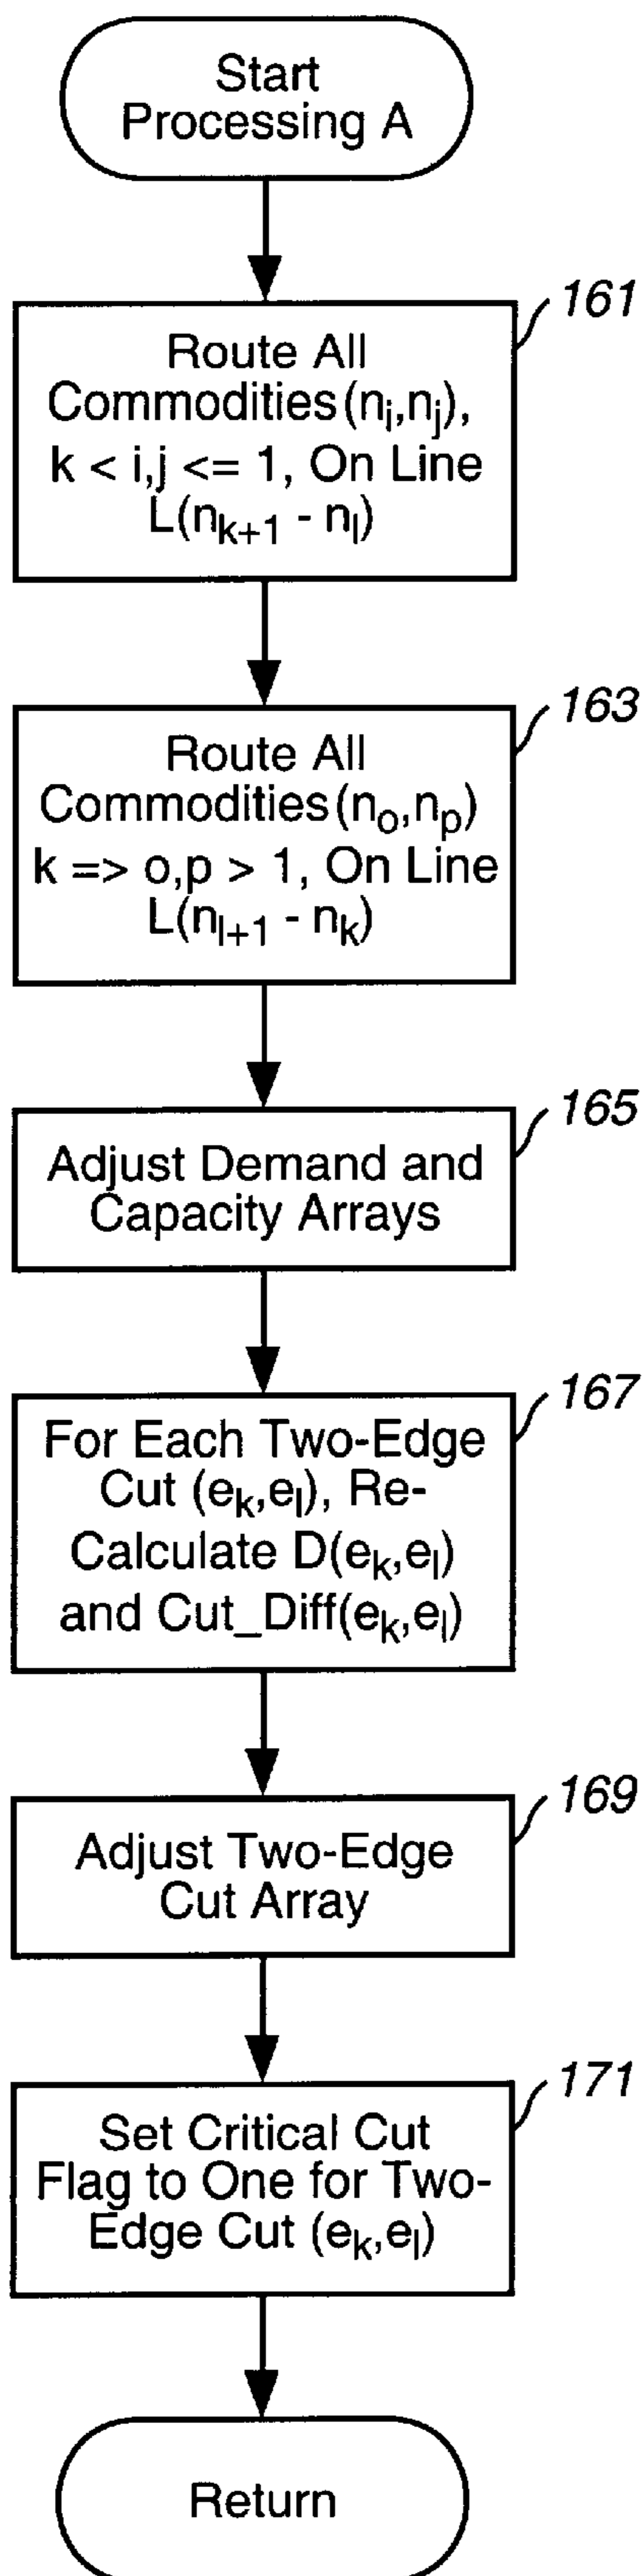 Start
Processing A
161
Route All
Commodities (nᵢ,nⱼ),
k < i,j <= 1, On Line
L(nₖ₊₁ - nₗ)
163
Route All
Commodities (nₒ,nₚ)
k => o,p > 1, On Line
L(nₗ₊₁ - nₖ)
165
Adjust Demand and
Capacity Arrays
167
For Each Two-Edge
Cut (eₖ,eₗ), Re-
Calculate D(eₖ,eₗ)
and Cut_Diff(eₖ,eₗ)
169
Adjust Two-Edge
Cut Array
171
Set Critical Cut
Flag to One for Two-
Edge Cut (eₖ,eₗ)
Return